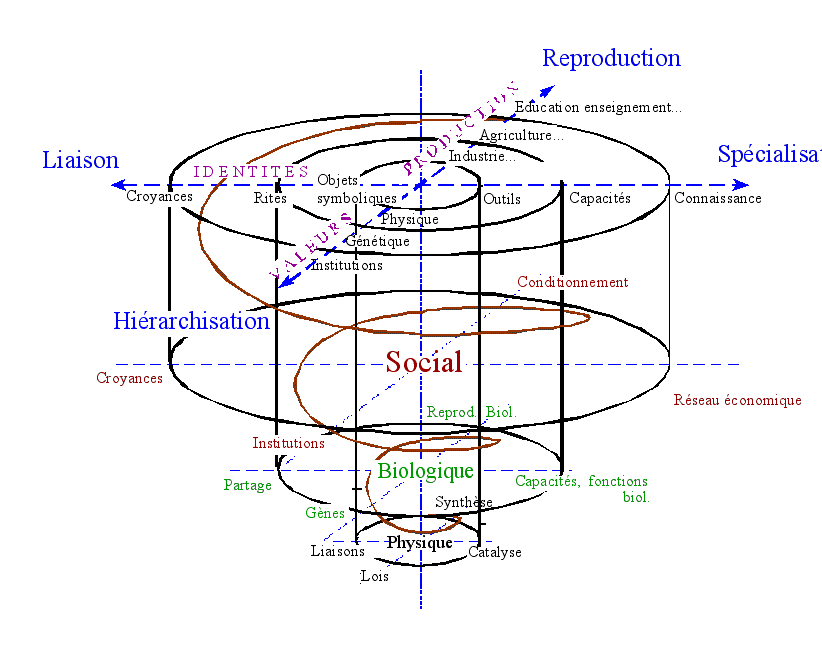 Reproduction
Education enseignement...
PRODUCTION
Agriculture...
Industrie...
Liaison
Spécialisat
IDENTITES
Objets
symboliques
Croyances
Rites
Outils
Capacités
Connaissance
Physique
VALEURS
Génétique
Institutions
Conditionnement
Hiérarchisation
Social
Croyances
Réseau économique
Reprod. Biol.
Institutions
Biologique
Partage
Capacités, fonctions
biol.
Synthèse
Gènes
Physique
Liaisons
Catalyse
Lois